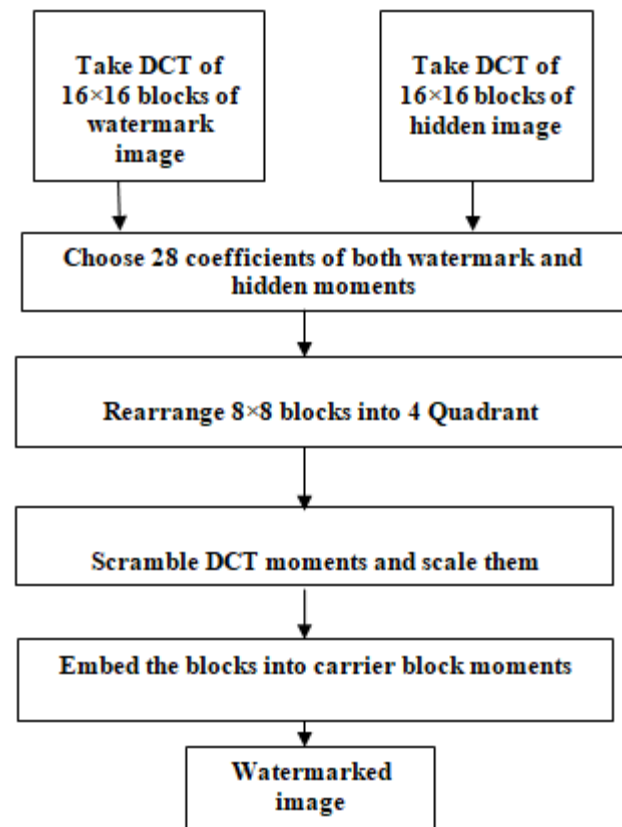 Take DCT of
16×16 blocks of
watermark
image
Take DCT of
16×16 blocks of
hidden image
Choose 28 coefficients of both watermark and
hidden moments
Rearrange 8×8 blocks into 4 Quadrant
Scramble DCT moments and scale them
Embed the blocks into carrier block moments
Watermarked
image